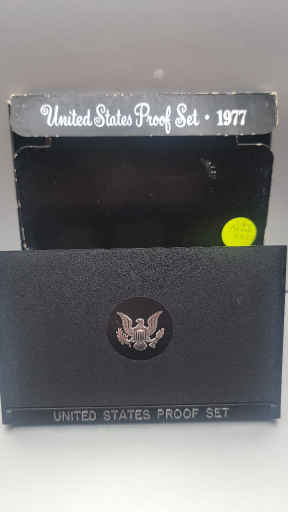 United States Proof Set • 1977
UNITED STATES PROOF SET